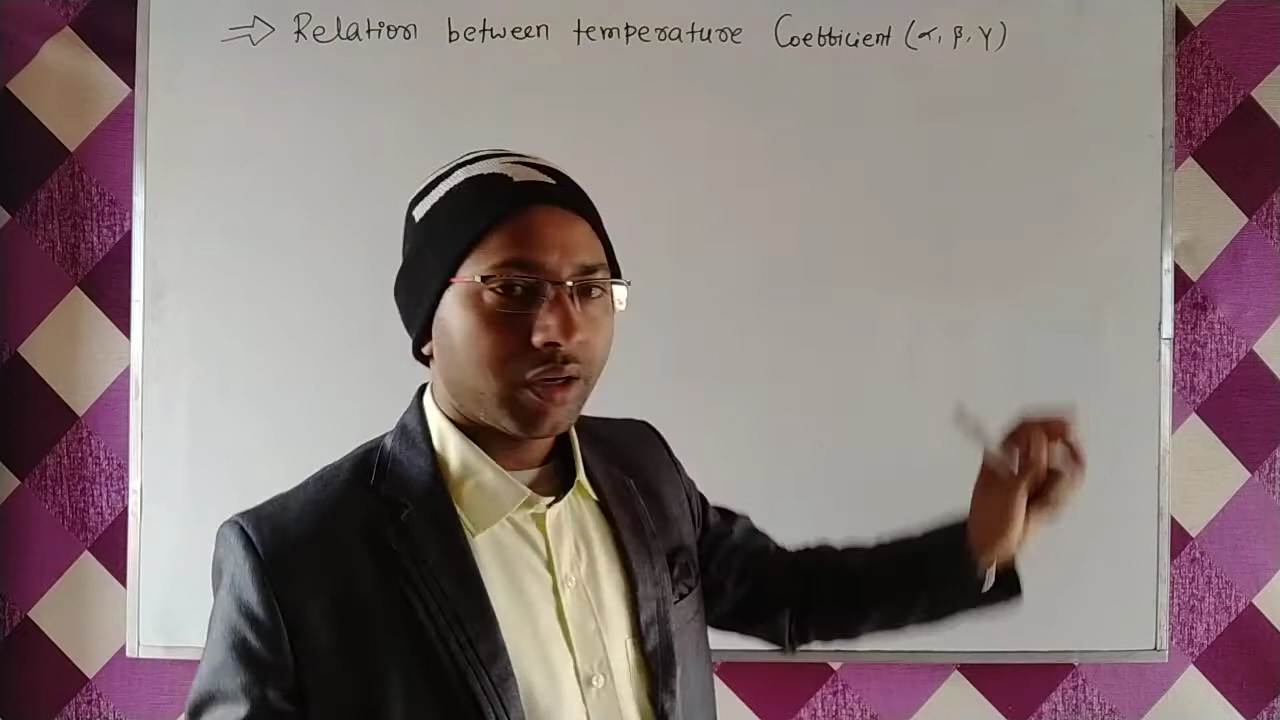 ⇒ Relation between temperature Coefficient (α, β, γ)